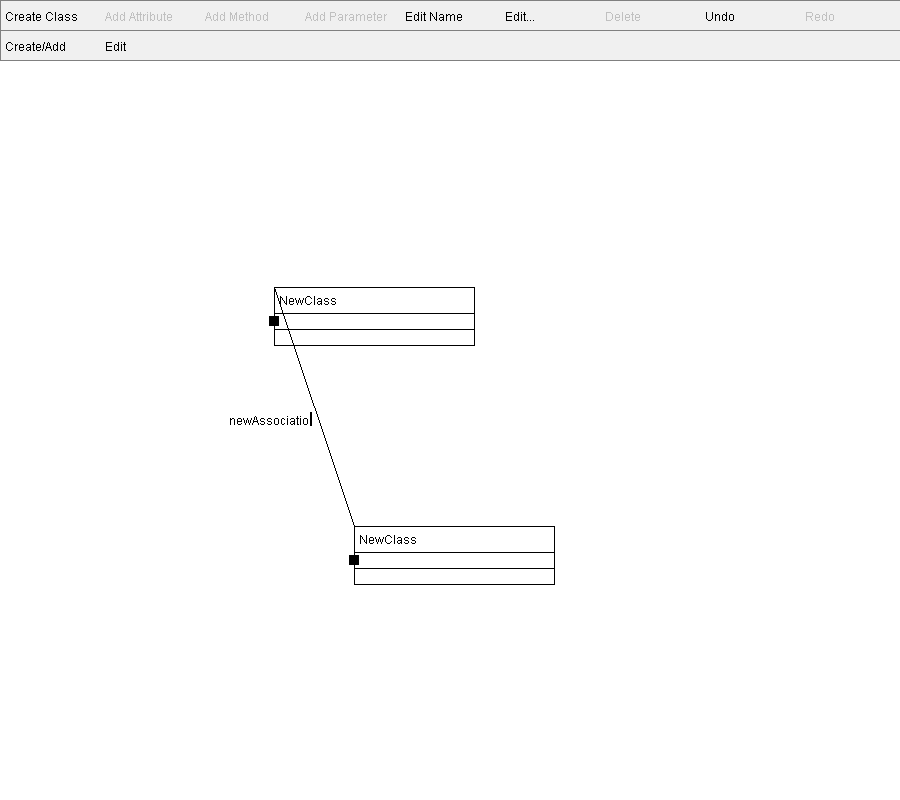 Create Class Add Attribute Add Method Add Parameter Edit Name Edit... Delete Undo Redo
Create/Add Edit
NewClass
newAssociatio
NewClass